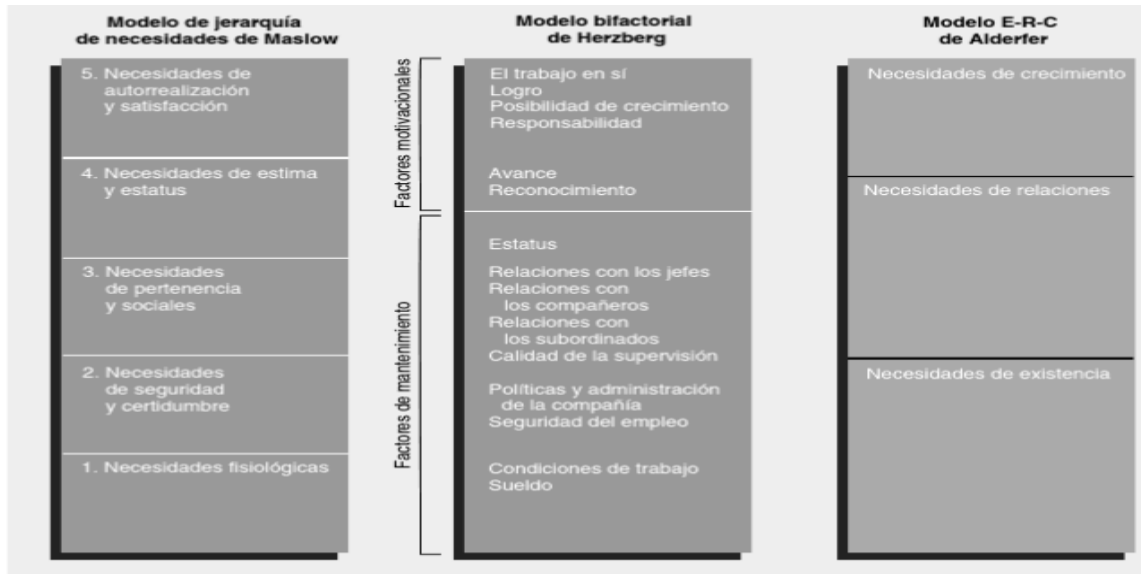 Modelo de jerarquía
de necesidades de Maslow
5. Necesidades de
autorrealización
y satisfacción
4. Necesidades de estima
y estatus
3. Necesidades
de pertenencia
y sociales
2. Necesidades
de seguridad
y certidumbre
1. Necesidades fisiológicas
Modelo bifactorial
de Herzberg
Factores motivacionales
El trabajo en sí
Logro
Posibilidad de crecimiento
Responsabilidad
Avance
Reconocimiento
Factores de mantenimiento
Estatus
Relaciones con los jefes
Relaciones con
los compañeros
Relaciones con
los subordinados
Calidad de la supervisión
Políticas y administración
de la compañía
Seguridad del empleo
Condiciones de trabajo
Sueldo
Modelo E-R-C
de Alderfer
Necesidades de crecimiento
Necesidades de relaciones
Necesidades de existencia